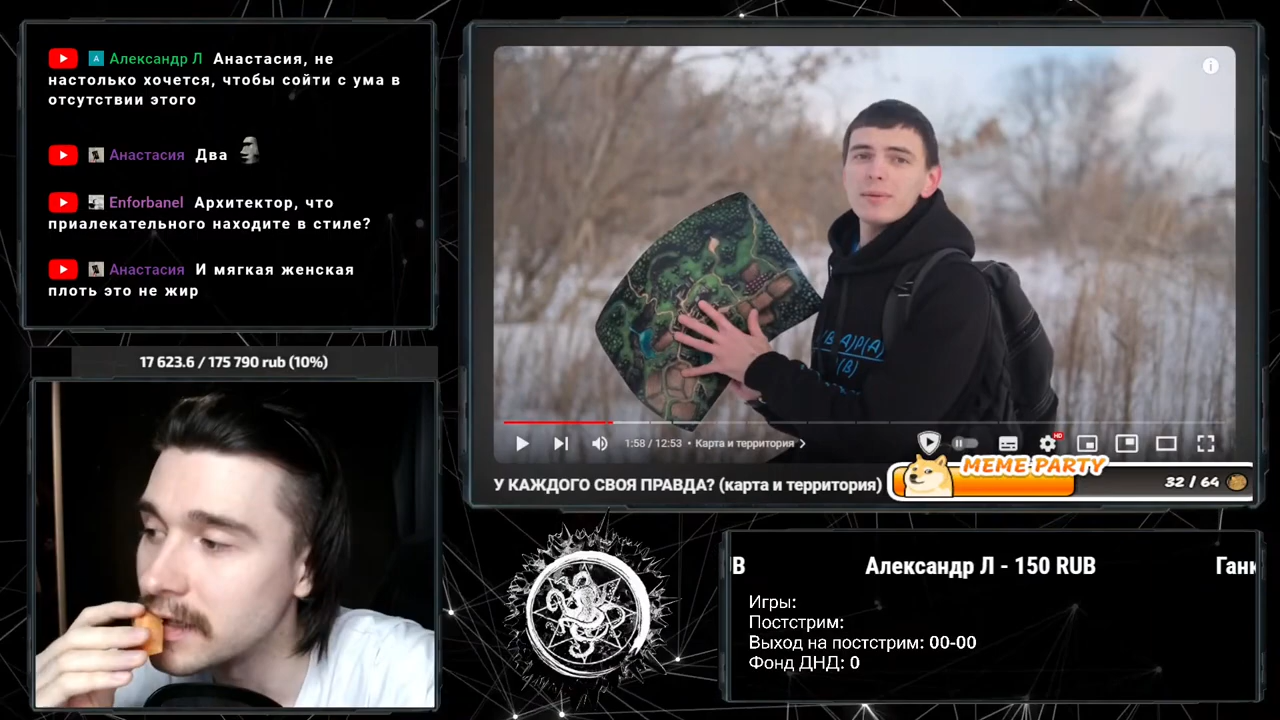 Александр Л Анастасия, не
настолько хочется, чтобы сойти с ума в
отсутствии этого
Анастасия Два
Enforbanel Архитектор, что
приалекательного находите в стиле?
Анастасия И мягкая женская
плоть это не жир
17 623.6 / 175 790 rub (10%)
1:58 / 12:53 • Карта и территория
HD
У КАЖДОГО СВОЯ ПРАВДА? (карта и территория)
MEME PARTY
32 / 64
Александр Л - 150 RUB
Игры:
Постстрим:
Выход на постстрим: 00-00
Фонд ДНД: 0